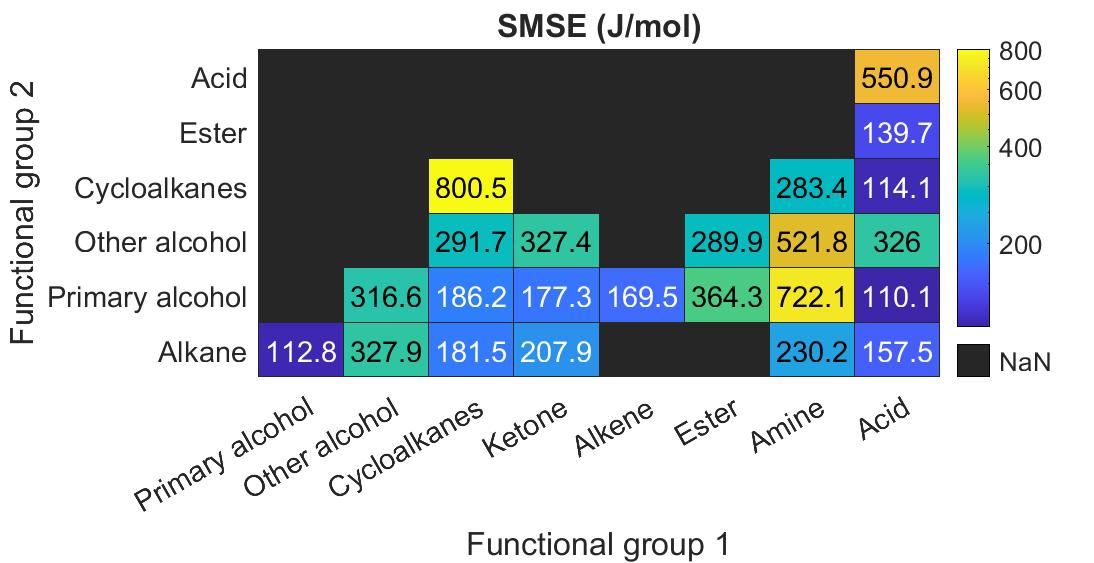 SMSE (J/mol)
Functional group 2
Acid 550.9
Ester 139.7
Cycloalkanes 800.5 283.4 114.1
Other alcohol 291.7 327.4 289.9 521.8 326
Primary alcohol 316.6 186.2 177.3 169.5 364.3 722.1 110.1
Alkane 112.8 327.9 181.5 207.9 230.2 157.5
Primary alcohol Other alcohol Cycloalkanes Ketone Alkene Ester Amine Acid
Functional group 1
800
600
400
200
NaN